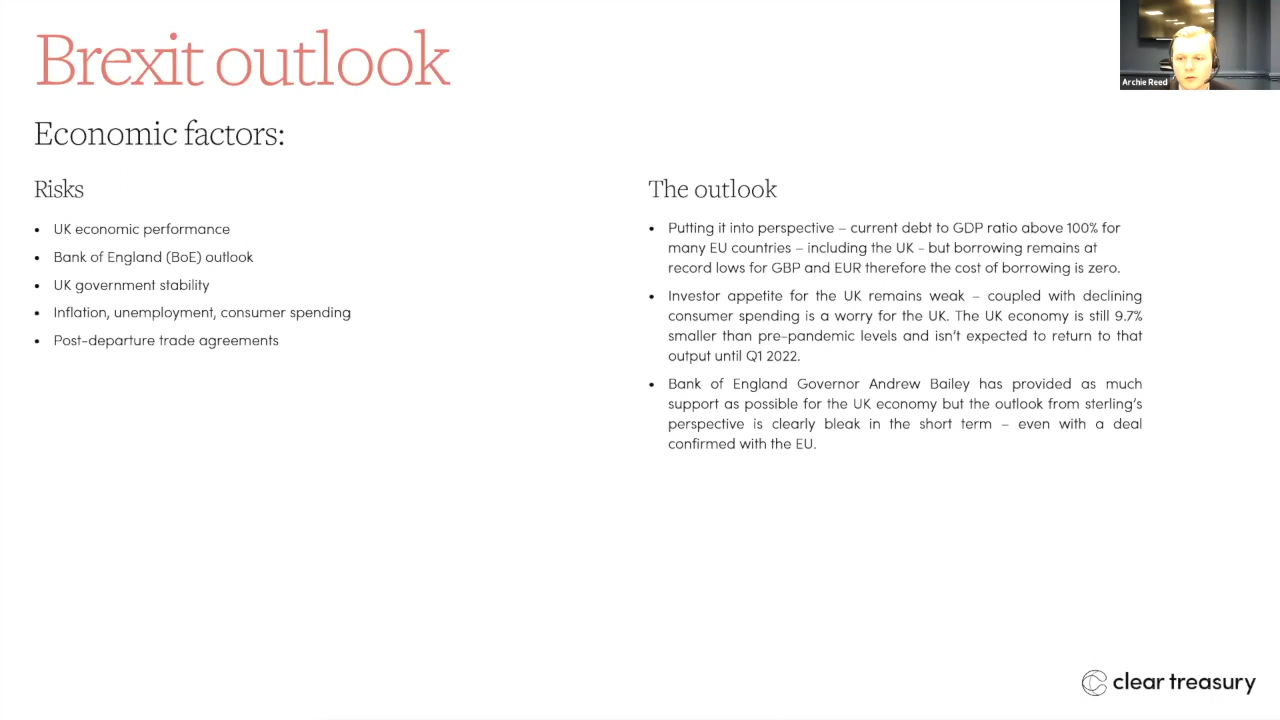 Brexit outlook
Archie Reed
Economic factors:
Risks
• UK economic performance
• Bank of England (BoE) outlook
• UK government stability
• Inflation, unemployment, consumer spending
• Post-departure trade agreements
The outlook
• Putting it into perspective – current debt to GDP ratio above 100% for
many EU countries – including the UK - but borrowing remains at
record lows for GBP and EUR therefore the cost of borrowing is zero.
• Investor appetite for the UK remains weak – coupled with declining
consumer spending is a worry for the UK. The UK economy is still 9.7%
smaller than pre-pandemic levels and isn't expected to return to that
output until Q1 2022.
• Bank of England Governor Andrew Bailey has provided as much
support as possible for the UK economy but the outlook from sterling's
perspective is clearly bleak in the short term – even with a deal
confirmed with the EU.
clear treasury